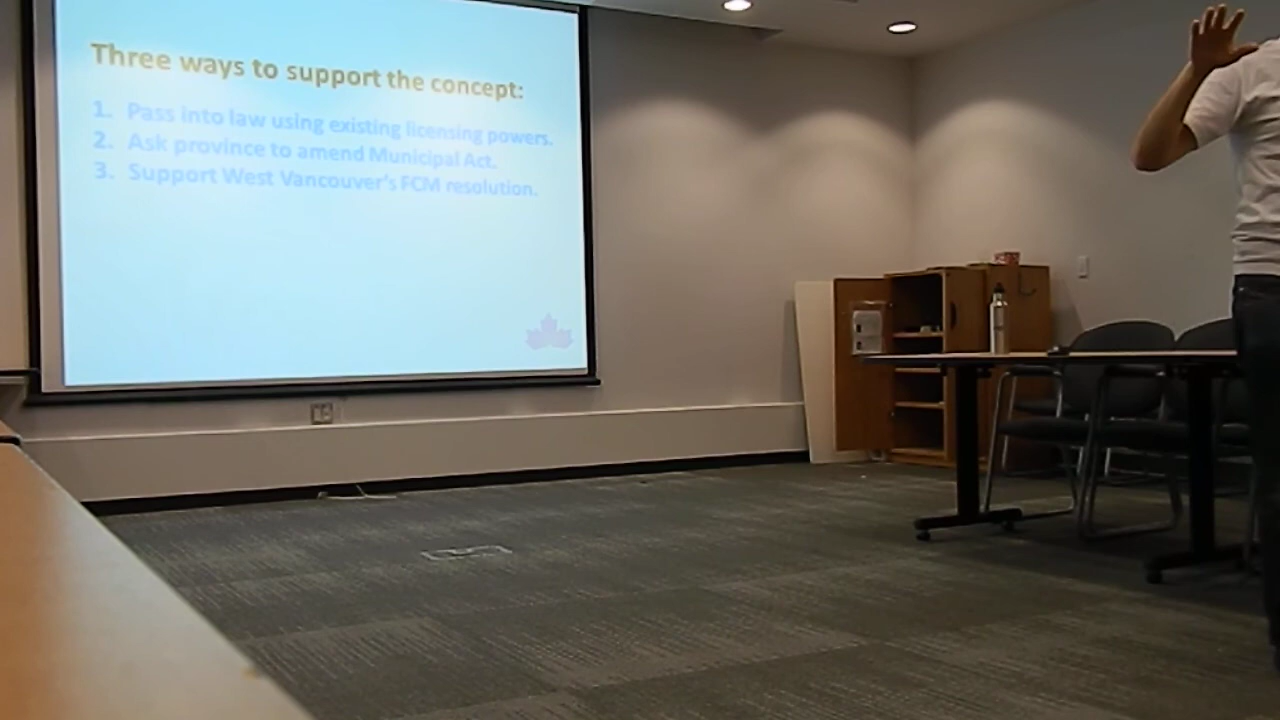 Three ways to support the concept:
1. Pass into law using existing licensing powers.
2. Ask province to amend Municipal Act.
3. Support West Vancouver's FCM resolution.